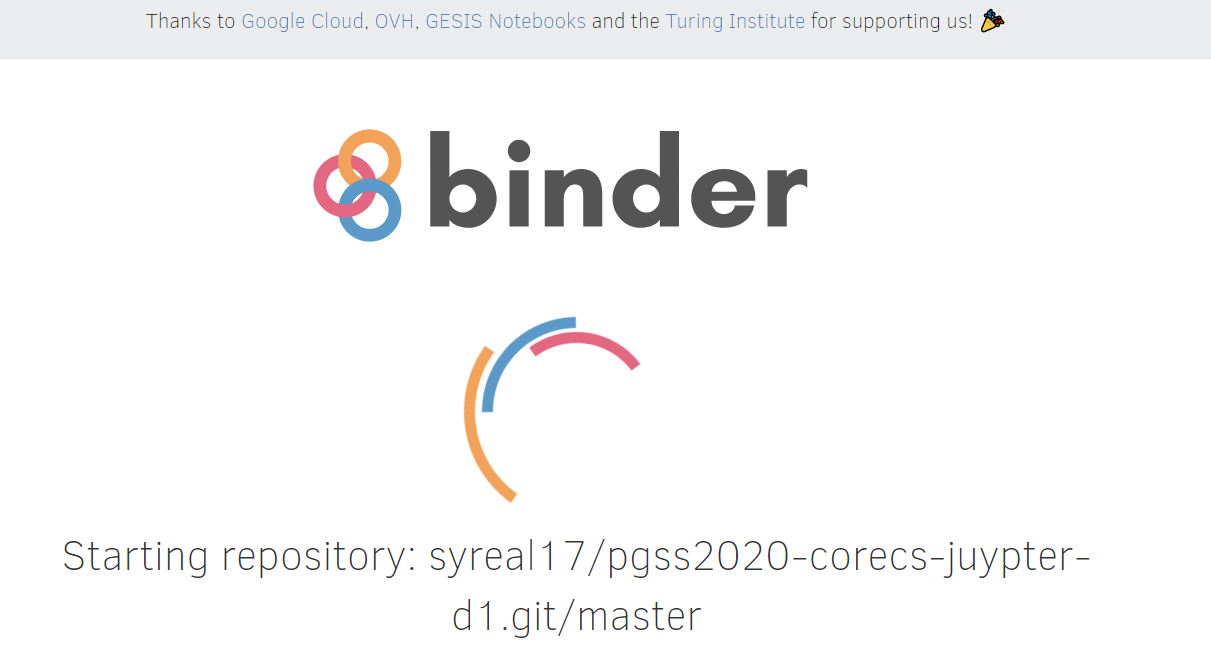 Thanks to Google Cloud, OVH, GESIS Notebooks and the Turing Institute for supporting us! 🎉
binder
Starting repository: syreal17/pgss2020-corecs-juypter-
d1.git/master